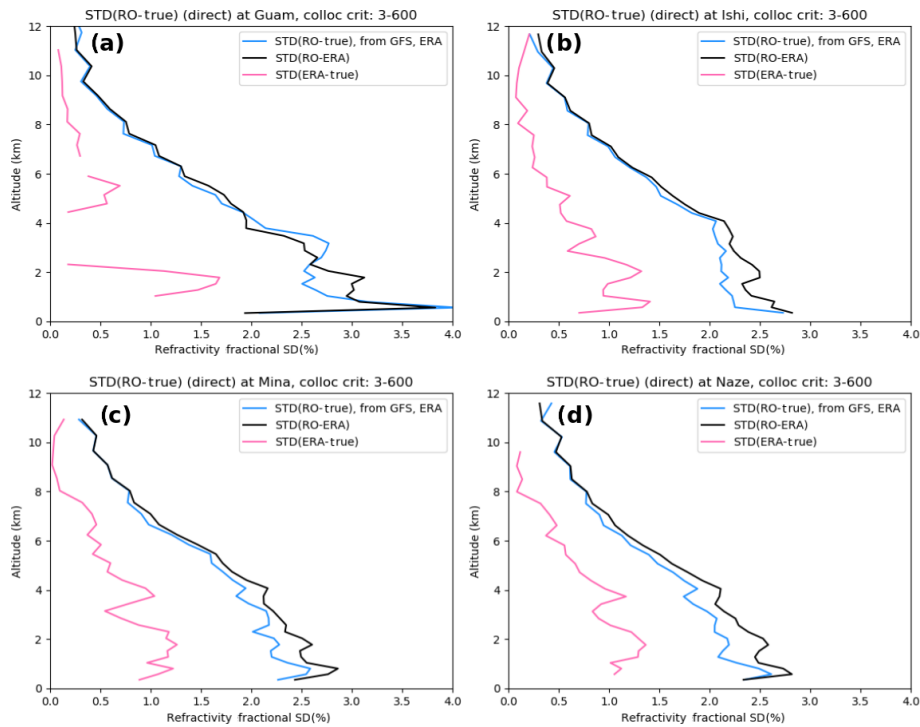 STD(RO-true) (direct) at Guam, colloc crit: 3-600
(a)
STD(RO-true), from GFS, ERA
STD(RO-ERA)
STD(ERA-true)
12
10
8
6
4
2
0
Altitude (km)
0.0 0.5 1.0 1.5 2.0 2.5 3.0 3.5 4.0
Refractivity fractional SD(%)
STD(RO-true) (direct) at Ishi, colloc crit: 3-600
(b)
STD(RO-true), from GFS, ERA
STD(RO-ERA)
STD(ERA-true)
12
10
8
6
4
2
0
Altitude (km)
0.0 0.5 1.0 1.5 2.0 2.5 3.0 3.5 4.0
Refractivity fractional SD(%)
STD(RO-true) (direct) at Mina, colloc crit: 3-600
(c)
STD(RO-true), from GFS, ERA
STD(RO-ERA)
STD(ERA-true)
12
10
8
6
4
2
0
Altitude (km)
0.0 0.5 1.0 1.5 2.0 2.5 3.0 3.5 4.0
Refractivity fractional SD(%)
STD(RO-true) (direct) at Naze, colloc crit: 3-600
(d)
STD(RO-true), from GFS, ERA
STD(RO-ERA)
STD(ERA-true)
12
10
8
6
4
2
0
Altitude (km)
0.0 0.5 1.0 1.5 2.0 2.5 3.0 3.5 4.0
Refractivity fractional SD(%)